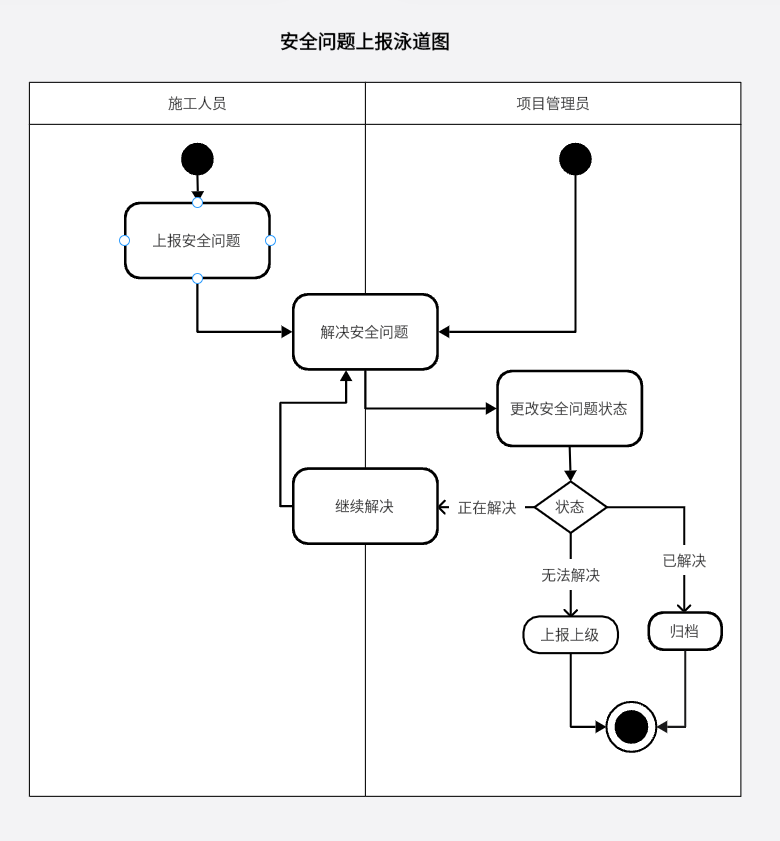 安全问题上报泳道图
施工人员
项目管理员
上报安全问题
解决安全问题
更改安全问题状态
继续解决
正在解决
状态
已解决
无法解决
上报上级
归档